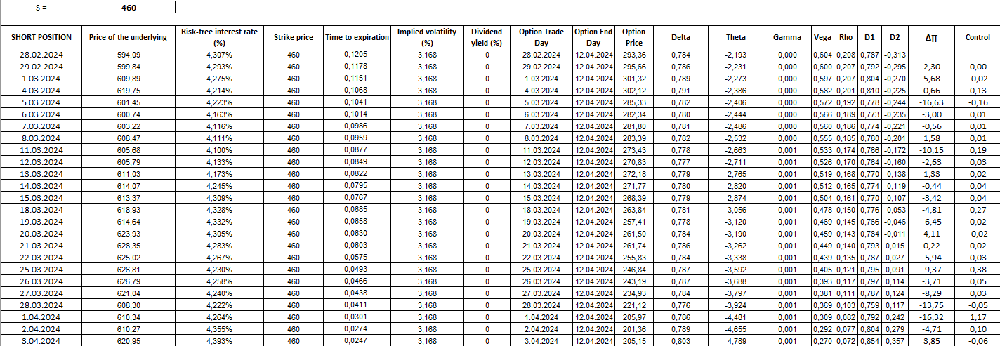 S = 460
SHORT POSITION Price of the underlying Risk-free interest rate (%) Strike price Time to expiration Implied volatility (%) Dividend yield (%) Option Trade Day Option End Day Option Price Delta Theta Gamma Vega Rho D1 D2 Δ∏ Control
28.02.2024 594,09 4,307% 460 0,1205 3,168 0 28.02.2024 12.04.2024 293,36 0,784 -2,193 0,000 0,604 0,208 0,787 -0,313
29.02.2024 599,84 4,293% 460 0,1178 3,168 0 29.02.2024 12.04.2024 295,66 0,786 -2,231 0,000 0,600 0,207 0,792 -0,295 2,30 0,00
1.03.2024 609,89 4,275% 460 0,1151 3,168 0 1.03.2024 12.04.2024 301,32 0,789 -2,273 0,000 0,597 0,207 0,804 -0,270 5,68 -0,02
4.03.2024 619,75 4,214% 460 0,1068 3,168 0 4.03.2024 12.04.2024 302,12 0,791 -2,386 0,000 0,582 0,201 0,810 -0,225 0,66 0,13
5.03.2024 601,45 4,223% 460 0,1041 3,168 0 5.03.2024 12.04.2024 285,33 0,782 -2,406 0,000 0,572 0,192 0,778 -0,244 -16,63 -0,16
6.03.2024 600,74 4,163% 460 0,1014 3,168 0 6.03.2024 12.04.2024 282,34 0,780 -2,444 0,000 0,566 0,189 0,773 -0,235 -3,00 0,01
7.03.2024 603,22 4,116% 460 0,0986 3,168 0 7.03.2024 12.04.2024 281,80 0,781 -2,486 0,000 0,560 0,186 0,774 -0,221 -0,56 0,01
8.03.2024 608,47 4,111% 460 0,0959 3,168 0 8.03.2024 12.04.2024 283,39 0,782 -2,532 0,000 0,555 0,185 0,780 -0,201 1,58 0,01
11.03.2024 605,68 4,100% 460 0,0877 3,168 0 11.03.2024 12.04.2024 273,43 0,778 -2,663 0,001 0,533 0,174 0,766 -0,172 -10,15 0,19
12.03.2024 605,79 4,133% 460 0,0849 3,168 0 12.03.2024 12.04.2024 270,83 0,777 -2,711 0,001 0,526 0,170 0,764 -0,160 -2,63 0,03
13.03.2024 611,03 4,173% 460 0,0822 3,168 0 13.03.2024 12.04.2024 272,18 0,779 -2,765 0,001 0,519 0,168 0,770 -0,138 1,33 0,02
14.03.2024 614,07 4,245% 460 0,0795 3,168 0 14.03.2024 12.04.2024 271,77 0,780 -2,820 0,001 0,512 0,165 0,774 -0,119 -0,44 0,04
15.03.2024 613,37 4,309% 460 0,0767 3,168 0 15.03.2024 12.04.2024 268,39 0,779 -2,874 0,001 0,504 0,161 0,770 -0,107 -3,42 0,04
18.03.2024 618,93 4,328% 460 0,0685 3,168 0 18.03.2024 12.04.2024 263,84 0,781 -3,056 0,001 0,478 0,150 0,776 -0,053 -4,81 0,27
19.03.2024 614,64 4,332% 460 0,0658 3,168 0 19.03.2024 12.04.2024 257,41 0,778 -3,120 0,001 0,469 0,145 0,766 -0,046 -6,45 0,02
20.03.2024 623,93 4,305% 460 0,0630 3,168 0 20.03.2024 12.04.2024 261,50 0,784 -3,190 0,001 0,459 0,143 0,784 -0,011 4,11 -0,02
21.03.2024 628,35 4,283% 460 0,0603 3,168 0 21.03.2024 12.04.2024 261,74 0,786 -3,262 0,001 0,449 0,140 0,793 0,015 0,22 0,02
22.03.2024 625,02 4,267% 460 0,0575 3,168 0 22.03.2024 12.04.2024 255,83 0,784 -3,338 0,001 0,439 0,135 0,787 0,027 -5,94 0,03
25.03.2024 626,81 4,230% 460 0,0493 3,168 0 25.03.2024 12.04.2024 246,84 0,787 -3,592 0,001 0,405 0,121 0,795 0,091 -9,37 0,38
26.03.2024 626,79 4,258% 460 0,0466 3,168 0 26.03.2024 12.04.2024 243,19 0,787 -3,688 0,001 0,393 0,117 0,797 0,114 -3,71 0,05
27.03.2024 621,04 4,240% 460 0,0438 3,168 0 27.03.2024 12.04.2024 234,93 0,784 -3,797 0,001 0,381 0,111 0,787 0,124 -8,29 0,03
28.03.2024 608,30 4,222% 460 0,0411 3,168 0 28.03.2024 12.04.2024 221,12 0,776 -3,924 0,001 0,369 0,103 0,759 0,117 -13,75 -0,05
1.04.2024 610,34 4,264% 460 0,0301 3,168 0 1.04.2024 12.04.2024 205,97 0,786 -4,481 0,001 0,309 0,082 0,792 0,242 -16,32 1,17
2.04.2024 610,27 4,355% 460 0,0274 3,168 0 2.04.2024 12.04.2024 201,36 0,789 -4,655 0,001 0,292 0,077 0,804 0,279 -4,71 0,10
3.04.2024 620,95 4,393% 460 0,0247 3,168 0 3.04.2024 12.04.2024 205,15 0,803 -4,789 0,001 0,270 0,072 0,854 0,357 3,85 -0,06